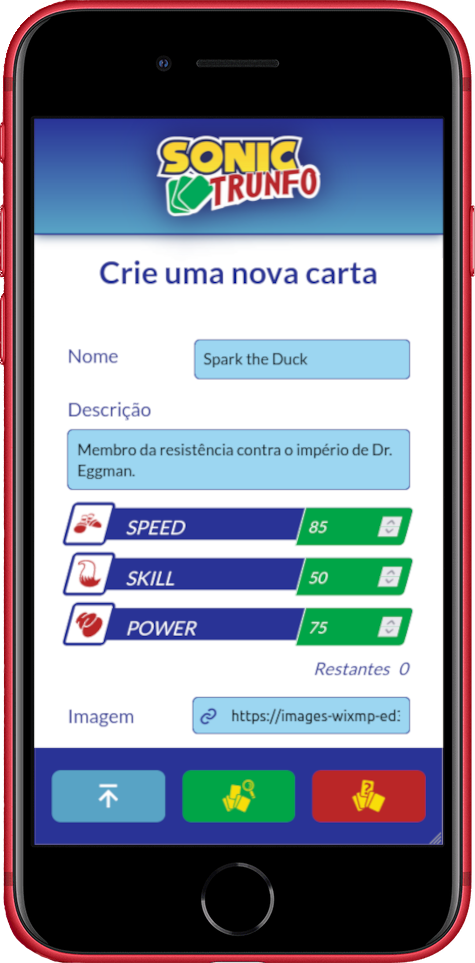 SONIC
TRUNFO
Crie uma nova carta
Nome
Spark the Duck
Descrição
Membro da resistência contra o império de Dr.
Eggman.
SPEED
85
SKILL
50
POWER
75
Restantes 0
Imagem
https://images-wixmp-ed3
?